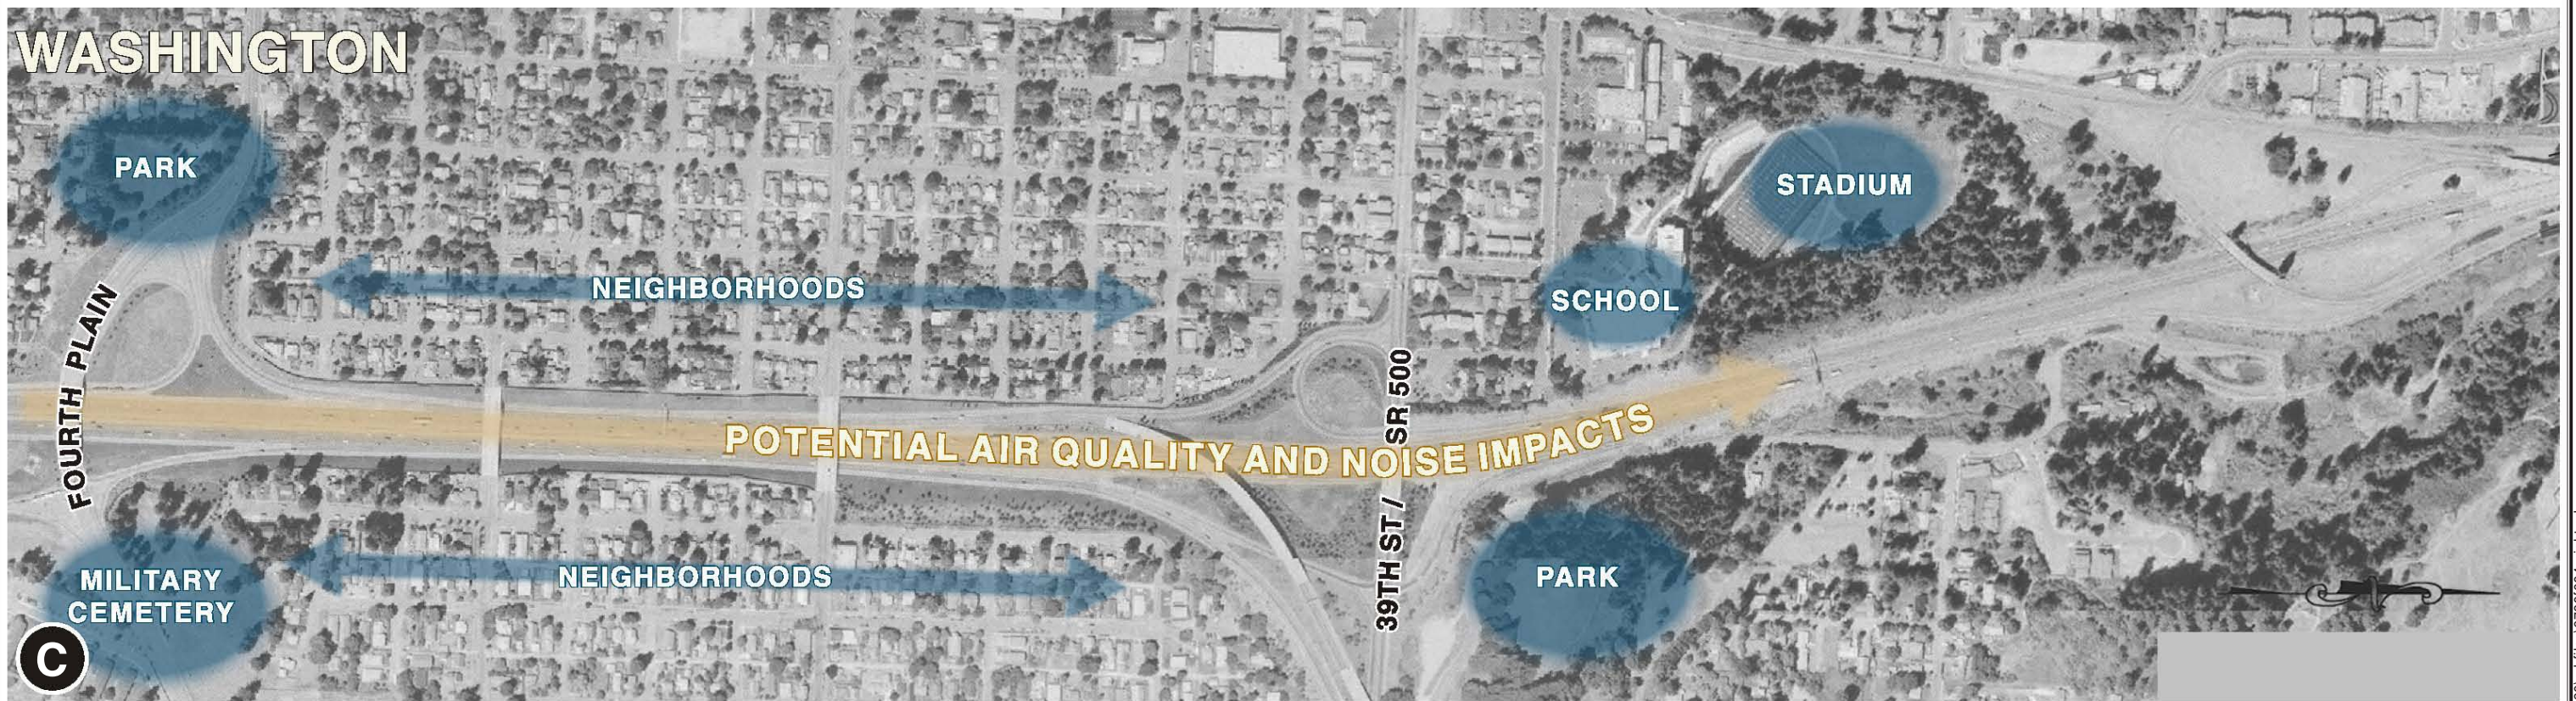 WASHINGTON
PARK
STADIUM
NEIGHBORHOODS
SCHOOL
FOURTH PLAIN
POTENTIAL AIR QUALITY AND NOISE IMPACTS
39TH ST / SR 500
NEIGHBORHOODS
PARK
MILITARY
CEMETERY
C